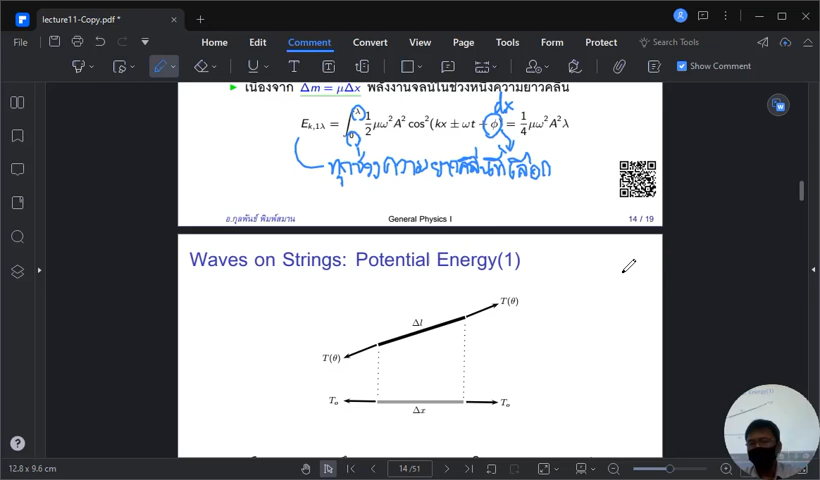 lecture11-Copy.pdf *
File
Home
Edit
Comment
Convert
View
Page
Tools
Form
Protect
Search Tools
Show Comment
เนื่องจาก Δm = μΔx พลังงานจลน์ในช่วงหนึ่งความยาวคลื่น
dx
E_{k,1λ} = ∫_0^λ 1/2 μω²A² cos²(kx ± ωt + φ) = 1/4 μω²A²λ
ทุกช่วงความยาวคลื่นที่เลือก
อ.กุลพันธ์ พิมพ์สมาน
General Physics I
14 / 19
Waves on Strings: Potential Energy(1)
T(θ)
Δl
T(θ)
T_o
T_o
Δx
12.8 x 9.6 cm
14 /51